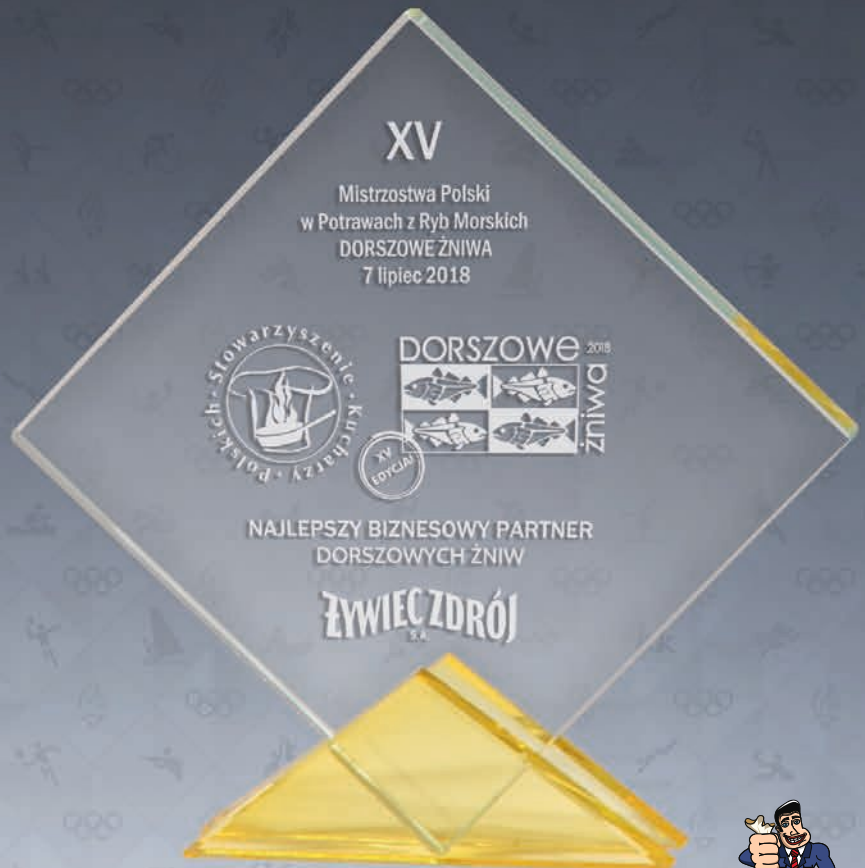 XV
Mistrzostwa Polski
w Potrawach z Ryb Morskich
DORSZOWE ŻNIWA
7 lipiec 2018
Stowarzyszenie · Kucharzy · Polskich ·
DORSZOWe 2018
żniwa
XV
EDYCJA!
NAJLEPSZY BIZNESOWY PARTNER
DORSZOWYCH ŻNIW
ŻYWIEC ZDRÓJ
S.A.